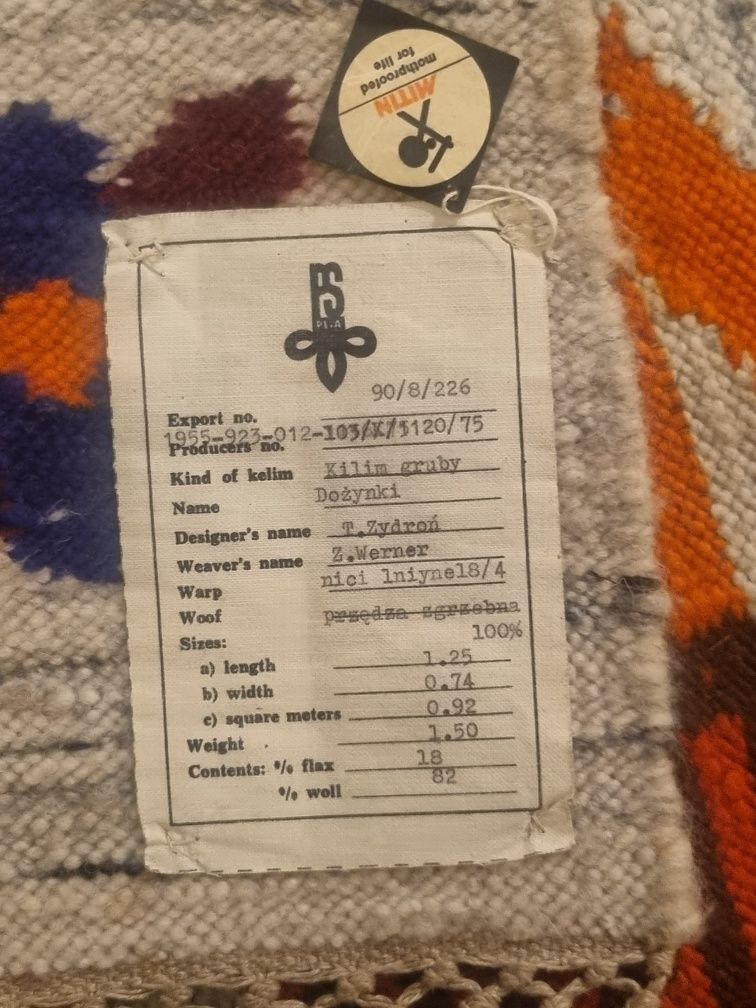 mothproofed
for life
MITIN
PL.A
90/8/226
Export no.
1955-923-012-103/X/5120/75
Producers no.
Kind of kelim Kilim gruby
Name Dożynki
Designer's name T.Zydroń
Weaver's name Z.Werner
Warp nici lniyne18/4
Woof przędza zgrzebna
100%
Sizes:
a) length 1.25
b) width 0.74
c) square meters 0.92
Weight 1.50
Contents: % flax 18
% woll 82